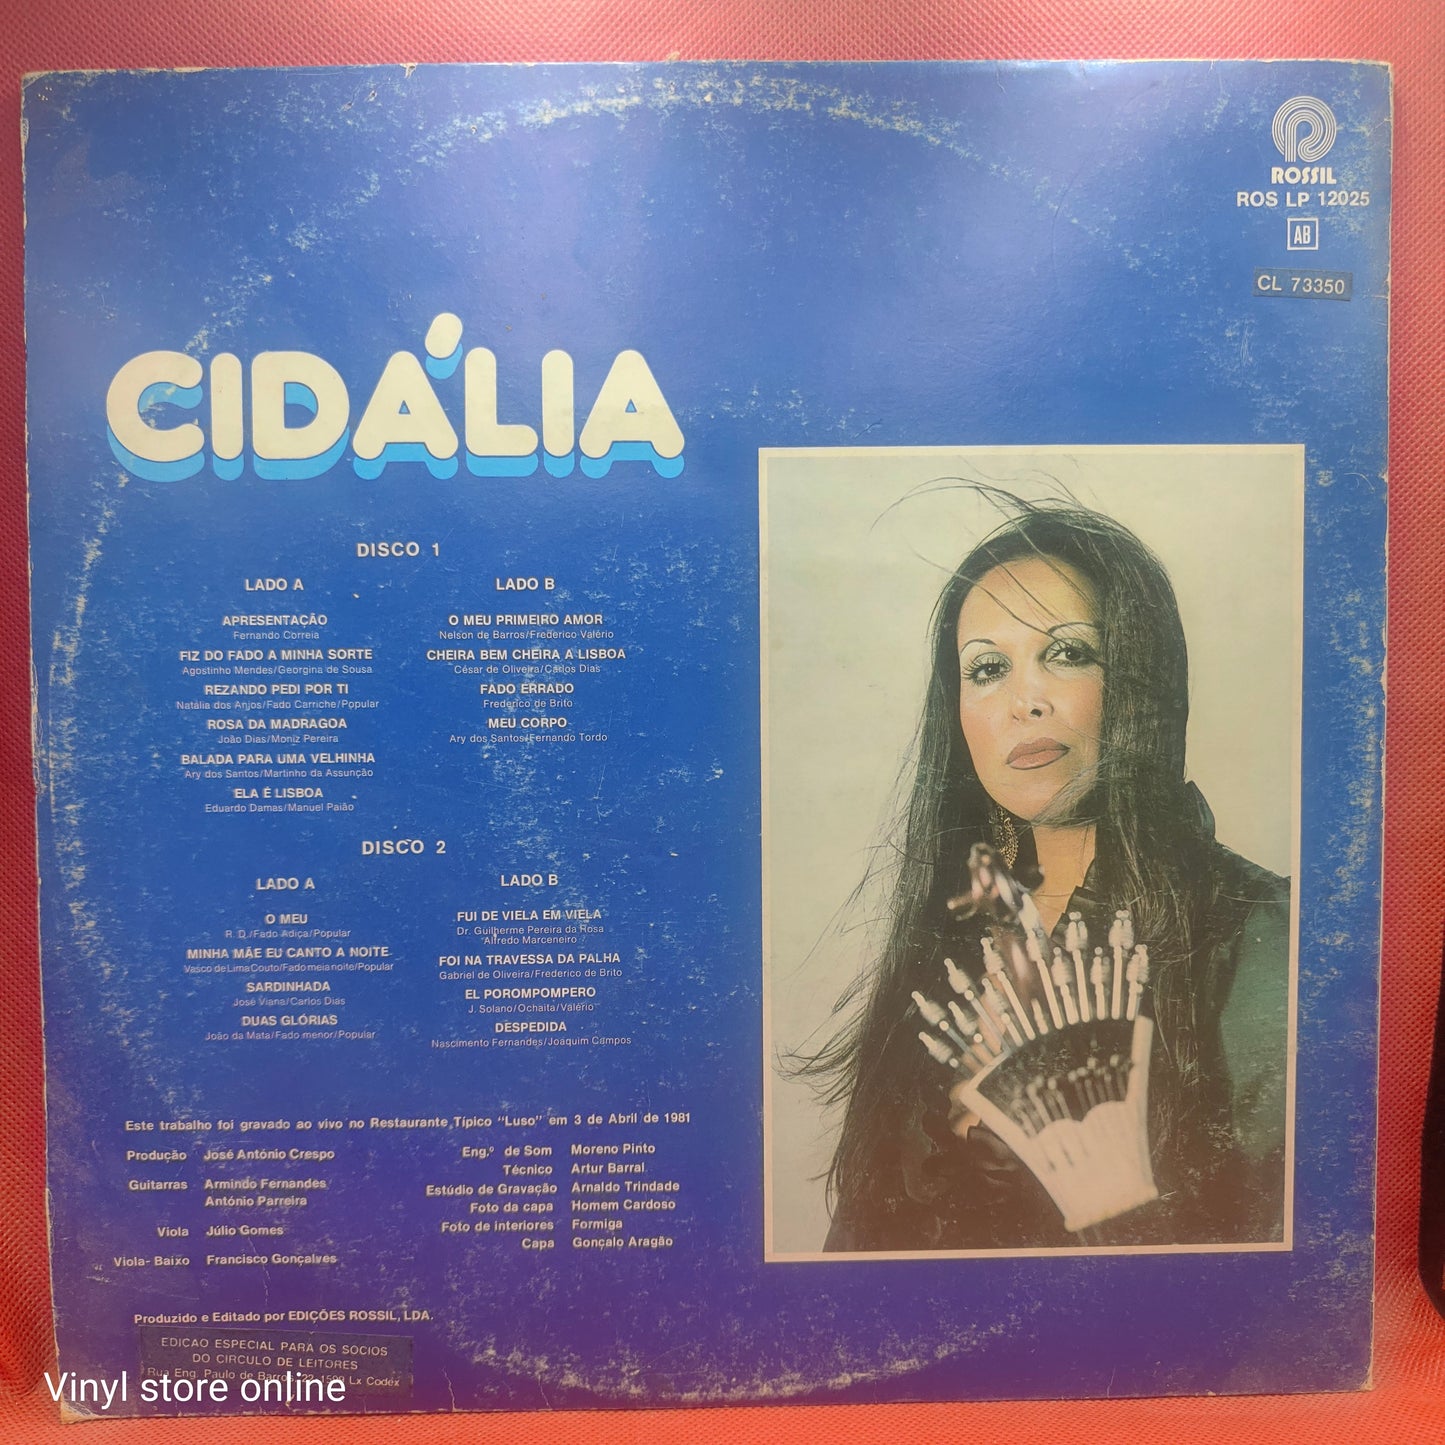 ROSSIL
ROS LP 12025
AB
CL 73350
CIDÁLIA
DISCO 1
LADO A
APRESENTAÇÃO
Fernando Correia
FIZ DO FADO A MINHA SORTE
Agostinho Mendes/Georgina de Sousa
REZANDO PEDI POR TI
Natália dos Anjos/Fado Carriche/Popular
ROSA DA MADRAGOA
João Dias/Moniz Pereira
BALADA PARA UMA VELHINHA
Ary dos Santos/Martinho da Assunção
ELA É LISBOA
Eduardo Damas/Manuel Paião
LADO B
O MEU PRIMEIRO AMOR
Nelson de Barros/Frederico Valério
CHEIRA BEM CHEIRA A LISBOA
César de Oliveira/Carlos Dias
FADO ERRADO
Frederico de Brito
MEU CORPO
Ary dos Santos/Fernando Tordo
DISCO 2
LADO A
O MEU
R. D./Fado Adiça/Popular
MINHA MÃE EU CANTO A NOITE
Vasco de Lima Couto/Fado meia noite/Popular
SARDINHADA
José Viana/Carlos Dias
DUAS GLÓRIAS
João da Mata/Fado menor/Popular
LADO B
FUI DE VIELA EM VIELA
Dr. Guilherme Pereira da Rosa
Alfredo Marceneiro
FOI NA TRAVESSA DA PALHA
Gabriel de Oliveira/Frederico de Brito
EL POROMPOMPERO
J. Solano/Ochaita/Valério
DESPEDIDA
Nascimento Fernandes/Joaquim Campos
Este trabalho foi gravado ao vivo no Restaurante Típico "Luso" em 3 de Abril de 1981
Produção José António Crespo
Guitarras Armindo Fernandes
António Parreira
Viola Júlio Gomes
Viola-Baixo Francisco Gonçalves
Eng.º de Som Moreno Pinto
Técnico Artur Barral
Estúdio de Gravação Arnaldo Trindade
Foto da capa Homem Cardoso
Foto de interiores Formiga
Capa Gonçalo Aragão
Produzido e Editado por EDIÇÕES ROSSIL, LDA.
EDIÇAO ESPECIAL PARA OS SÓCIOS
DO CIRCULO DE LEITORES
Rua Eng. Paulo de Barros, 22-1500 Lx Codex
Vinyl store online